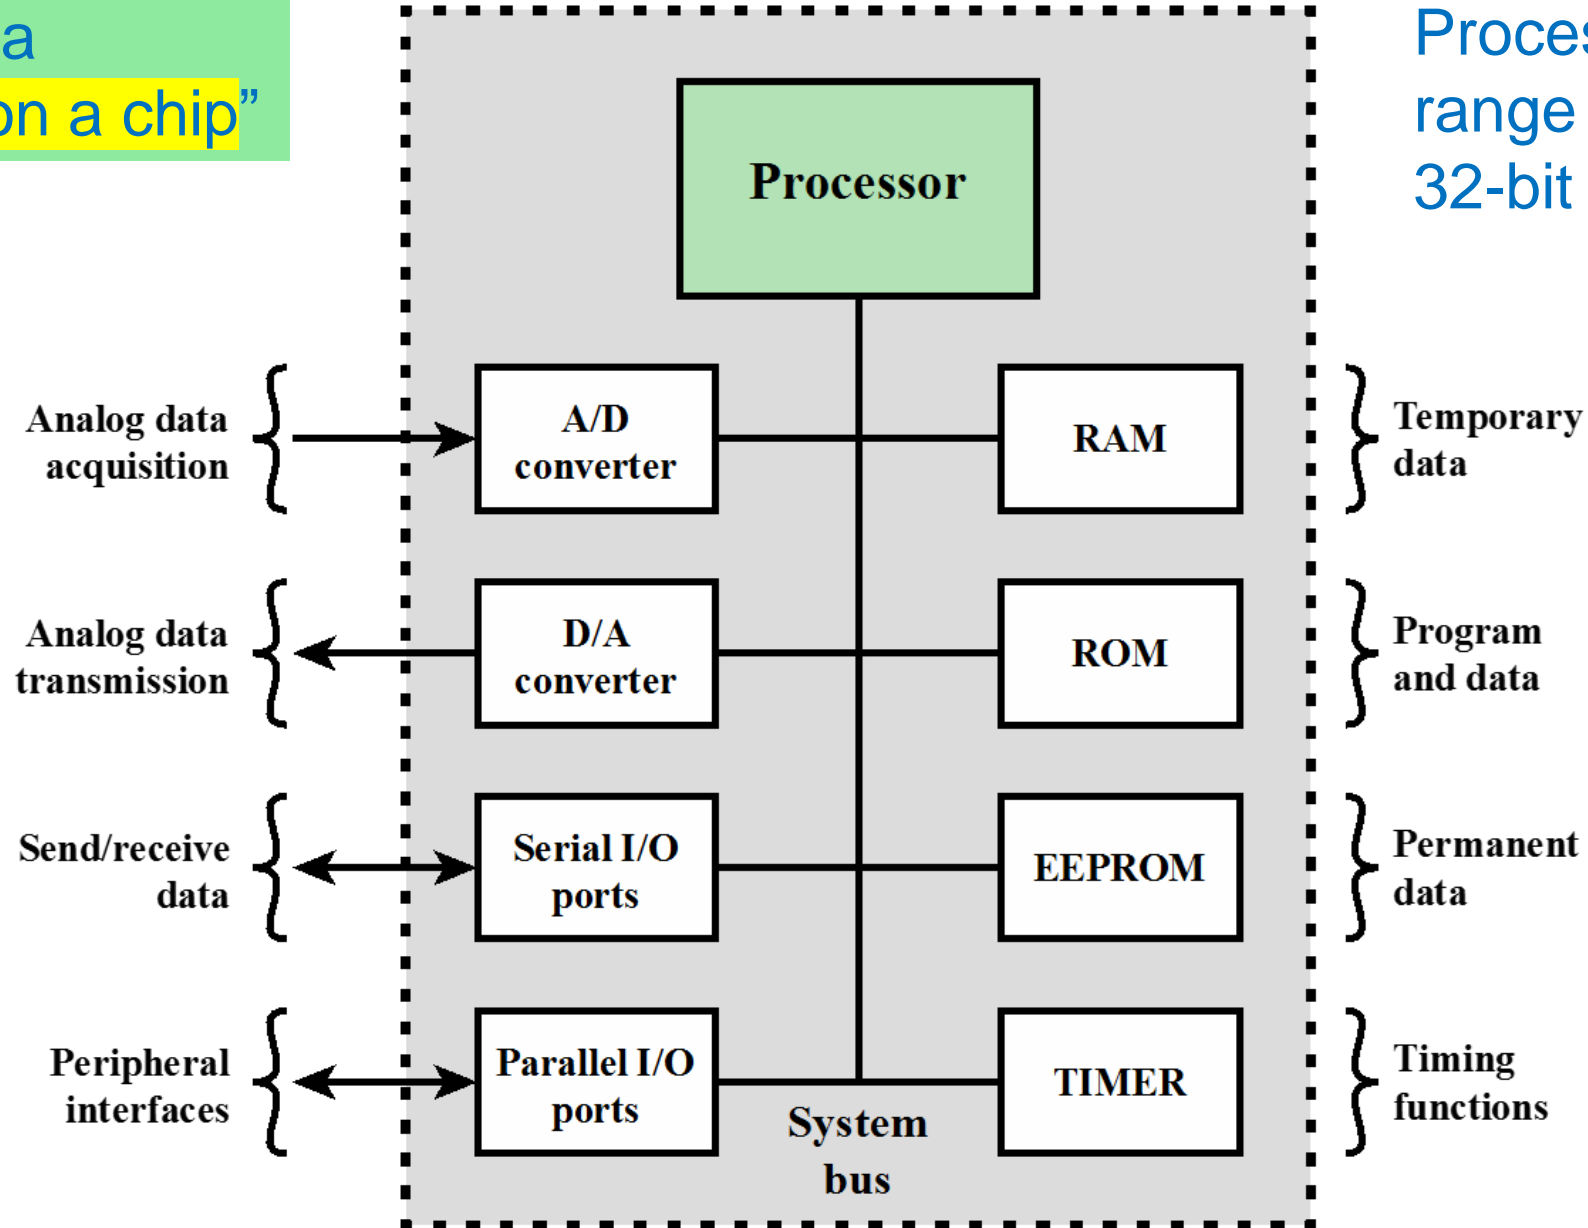 a
on a chip”
Proces
range
32-bit
Processor
Analog data
acquisition
A/D
converter
RAM
Temporary
data
Analog data
transmission
D/A
converter
ROM
Program
and data
Send/receive
data
Serial I/O
ports
EEPROM
Permanent
data
Peripheral
interfaces
Parallel I/O
ports
TIMER
Timing
functions
System
bus